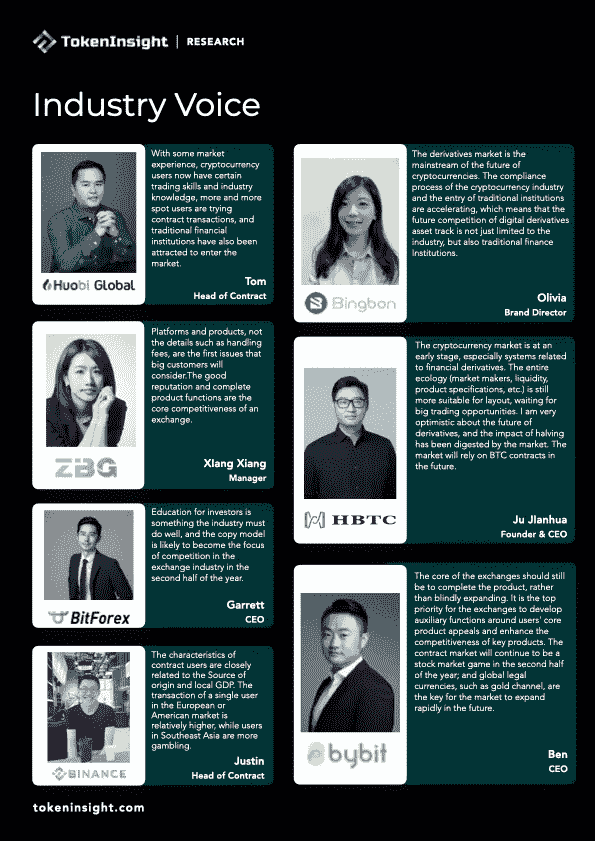 TokenInsight | RESEARCH
Industry Voice
With some market
experience, cryptocurrency
users now have certain
trading skills and industry
knowledge, more and more
spot users are trying
contract transactions, and
traditional financial
institutions have also been
attracted to enter the
market.
Huobi Global
Tom
Head of Contract
Platforms and products, not
the details such as handling
fees, are the first issues that
big customers will
consider.The good
reputation and complete
product functions are the
core competitiveness of an
exchange.
ZBG
XIang Xiang
Manager
Education for investors is
something the industry must
do well, and the copy model
is likely to become the focus
of competition in the
exchange industry in the
second half of the year.
BitForex
Garrett
CEO
The characteristics of
contract users are closely
related to the Source of
origin and local GDP. The
transaction of a single user
in the European or
American market is
relatively higher, while users
in Southeast Asia are more
gambling.
BINANCE
Justin
Head of Contract
The derivatives market is the
mainstream of the future of
cryptocurrencies. The compliance
process of the cryptocurrency industry
and the entry of traditional institutions
are accelerating, which means that the
future competition of digital derivatives
asset track is not just limited to the
industry, but also traditional finance
Institutions.
Bingbon
Olivia
Brand Director
The cryptocurrency market is at an
early stage, especially systems related
to financial derivatives. The entire
ecology (market makers, liquidity,
product specifications, etc.) is still
more suitable for layout, waiting for
big trading opportunities. I am very
optimistic about the future of
derivatives, and the impact of halving
has been digested by the market. The
market will rely on BTC contracts in
the future.
HBTC
Ju JIanhua
Founder & CEO
The core of the exchanges should still
be to complete the product, rather
than blindly expanding. It is the top
priority for the exchanges to develop
auxiliary functions around users' core
product appeals and enhance the
competitiveness of key products. The
contract market will continue to be a
stock market game in the second half
of the year; and global legal
currencies, such as gold channel, are
the key for the market to expand
rapidly in the future.
bybit
Ben
CEO
tokeninsight.com